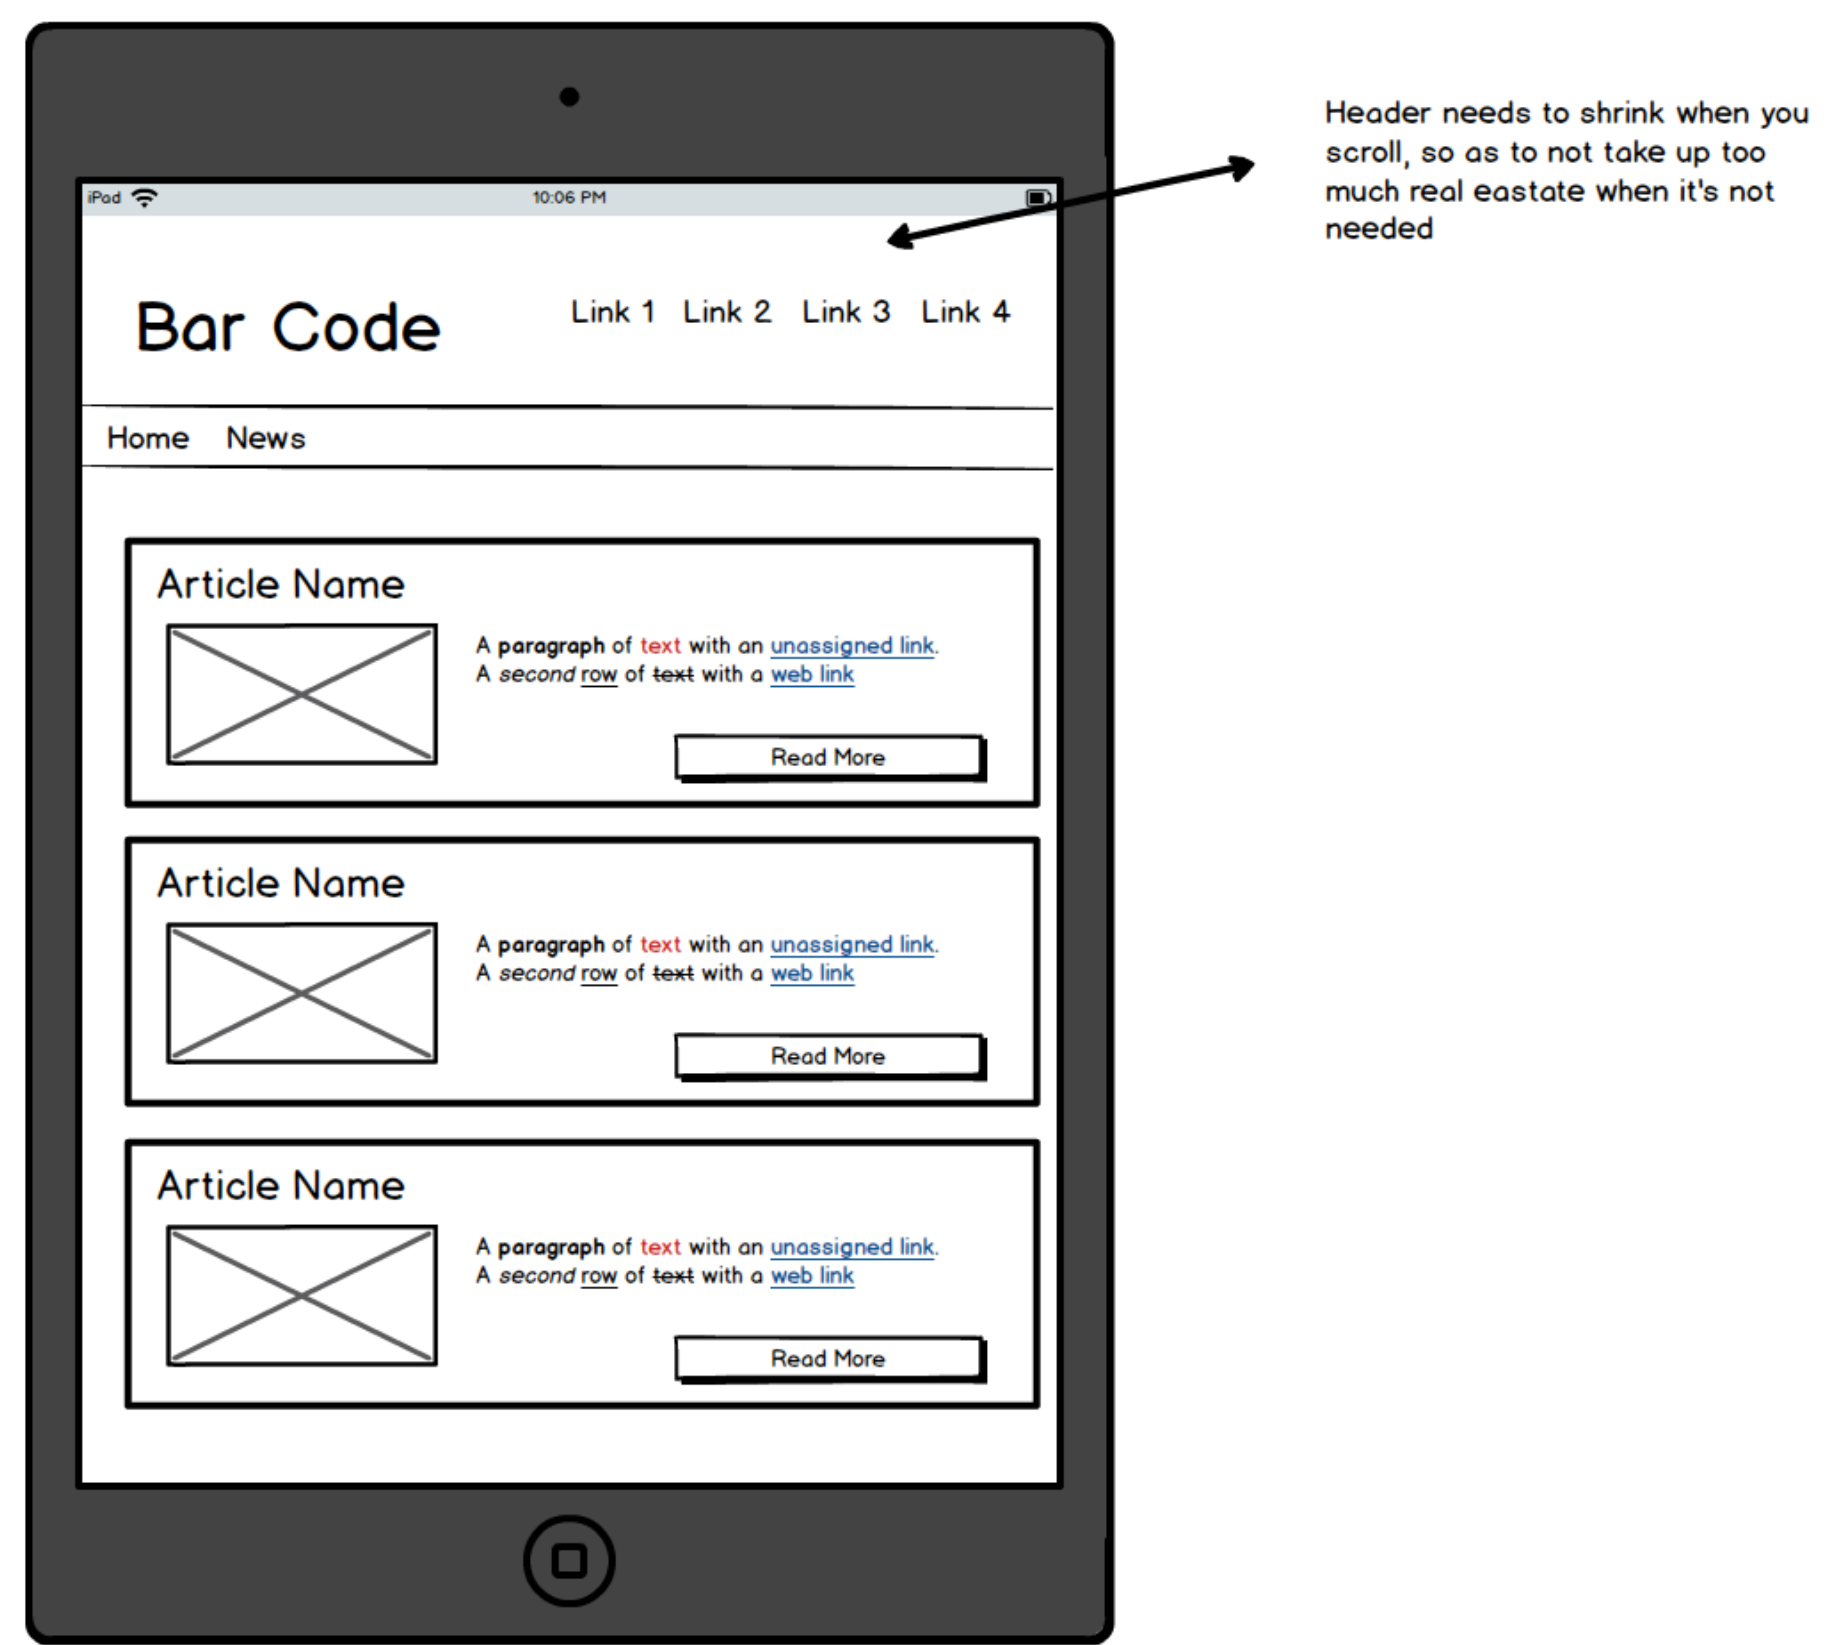 iPad
10:06 PM
Header needs to shrink when you
scroll, so as to not take up too
much real eastate when it's not
needed
Bar Code
Link 1 Link 2 Link 3 Link 4
Home News
Article Name
A paragraph of text with an unassigned link.
A second row of text with a web link
Read More
Article Name
A paragraph of text with an unassigned link.
A second row of text with a web link
Read More
Article Name
A paragraph of text with an unassigned link.
A second row of text with a web link
Read More